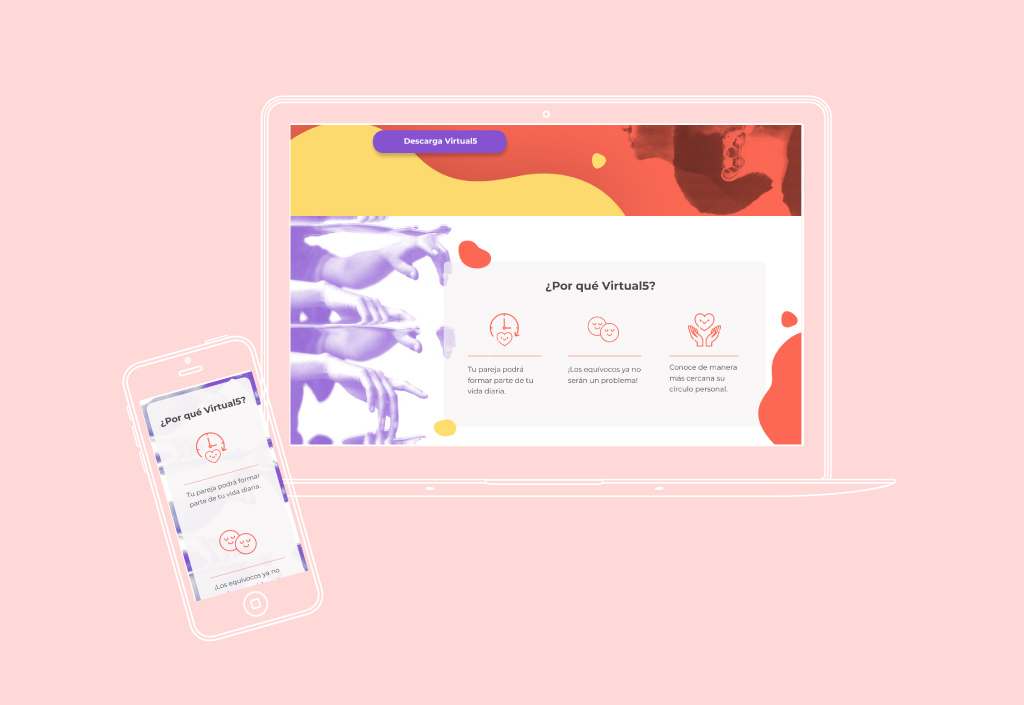 Descarga Virtual5
¿Por qué Virtual5?
Tu pareja podrá
formar parte de tu
vida diaria.
¡Los equívocos ya no
serán un problema!
Conoce de manera
más cercana su
círculo personal.
¿Por qué Virtual5?
Tu pareja podrá formar
parte de tu vida diaria.
¡Los equívocos ya no